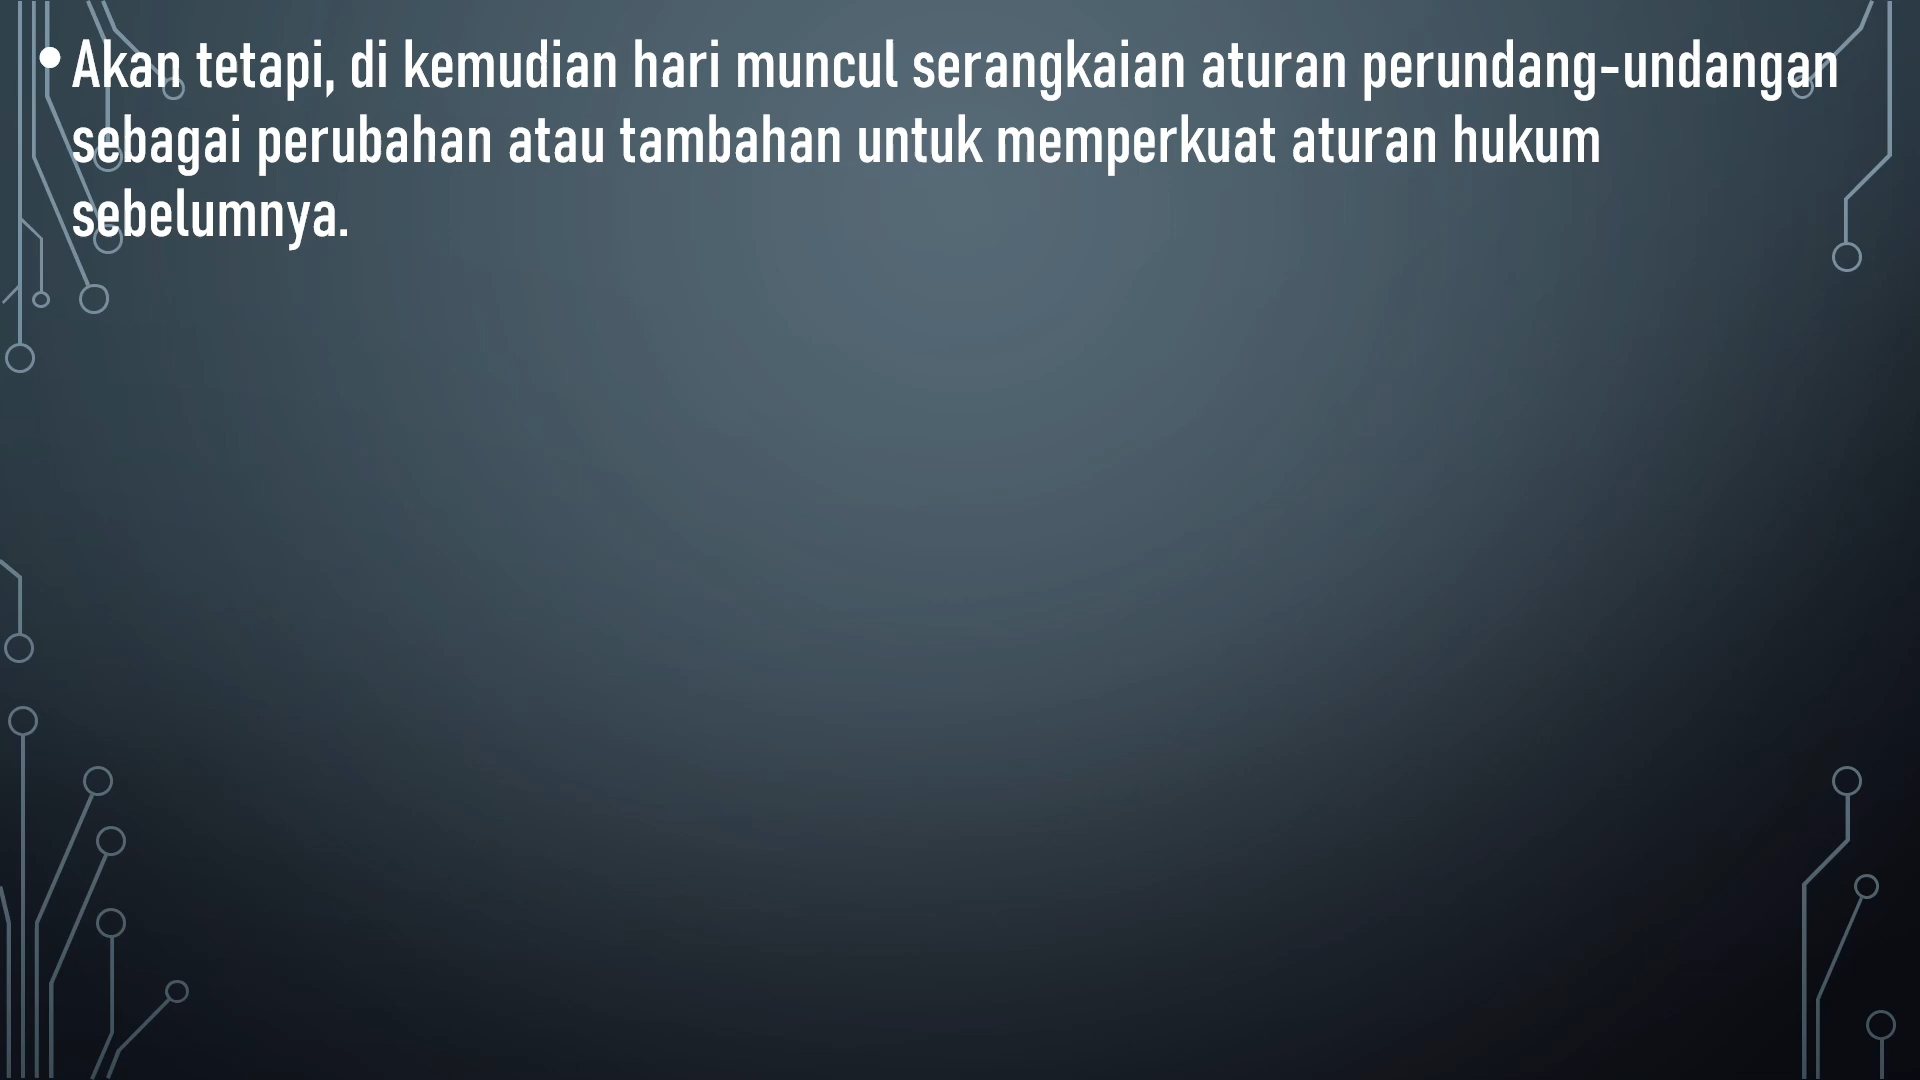 • Akan tetapi, di kemudian hari muncul serangkaian aturan perundang-undangan
sebagai perubahan atau tambahan untuk memperkuat aturan hukum
sebelumnya.